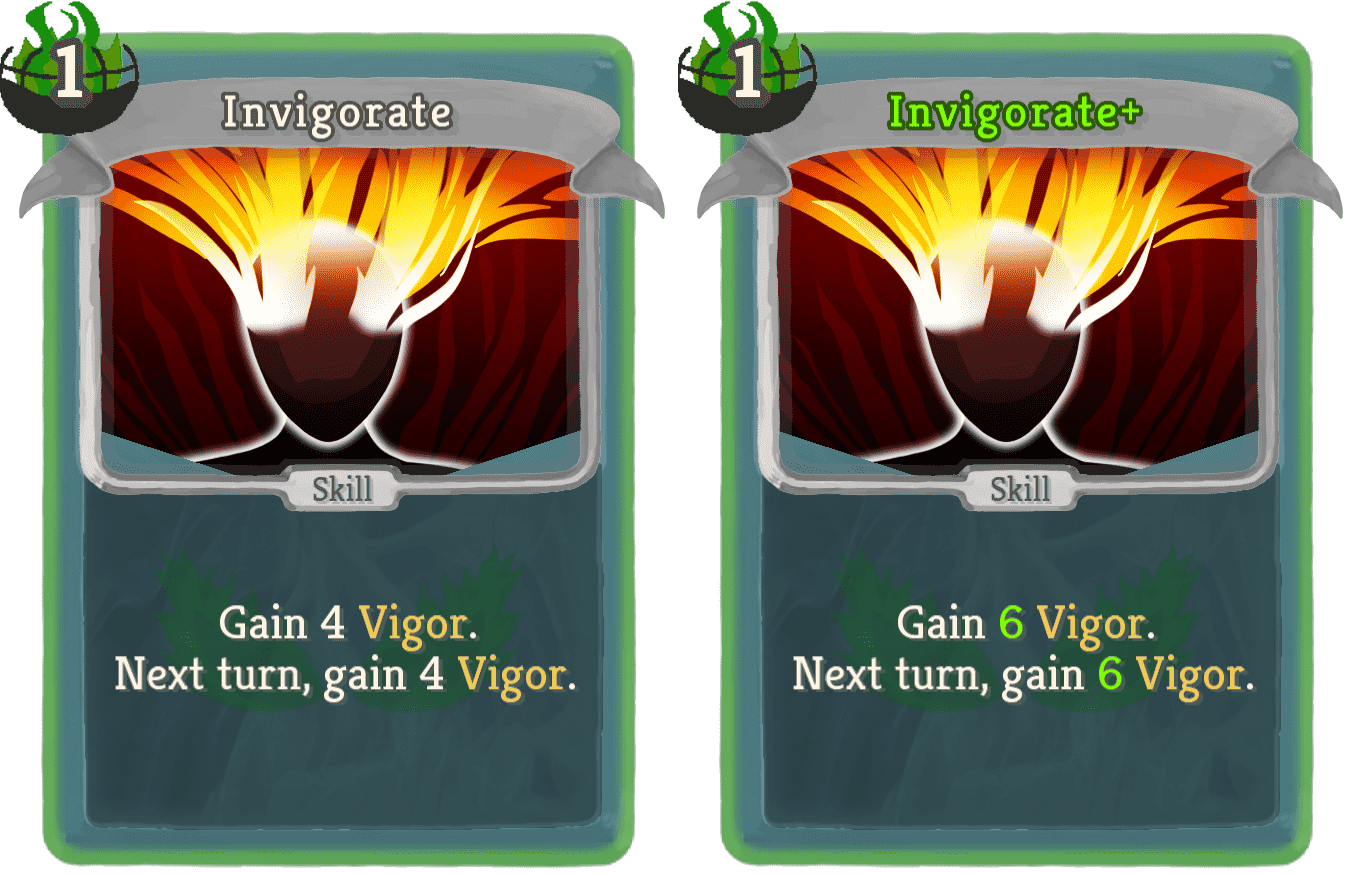 1
Invigorate
Skill
Gain 4 Vigor.
Next turn, gain 4 Vigor.
1
Invigorate+
Skill
Gain 6 Vigor.
Next turn, gain 6 Vigor.